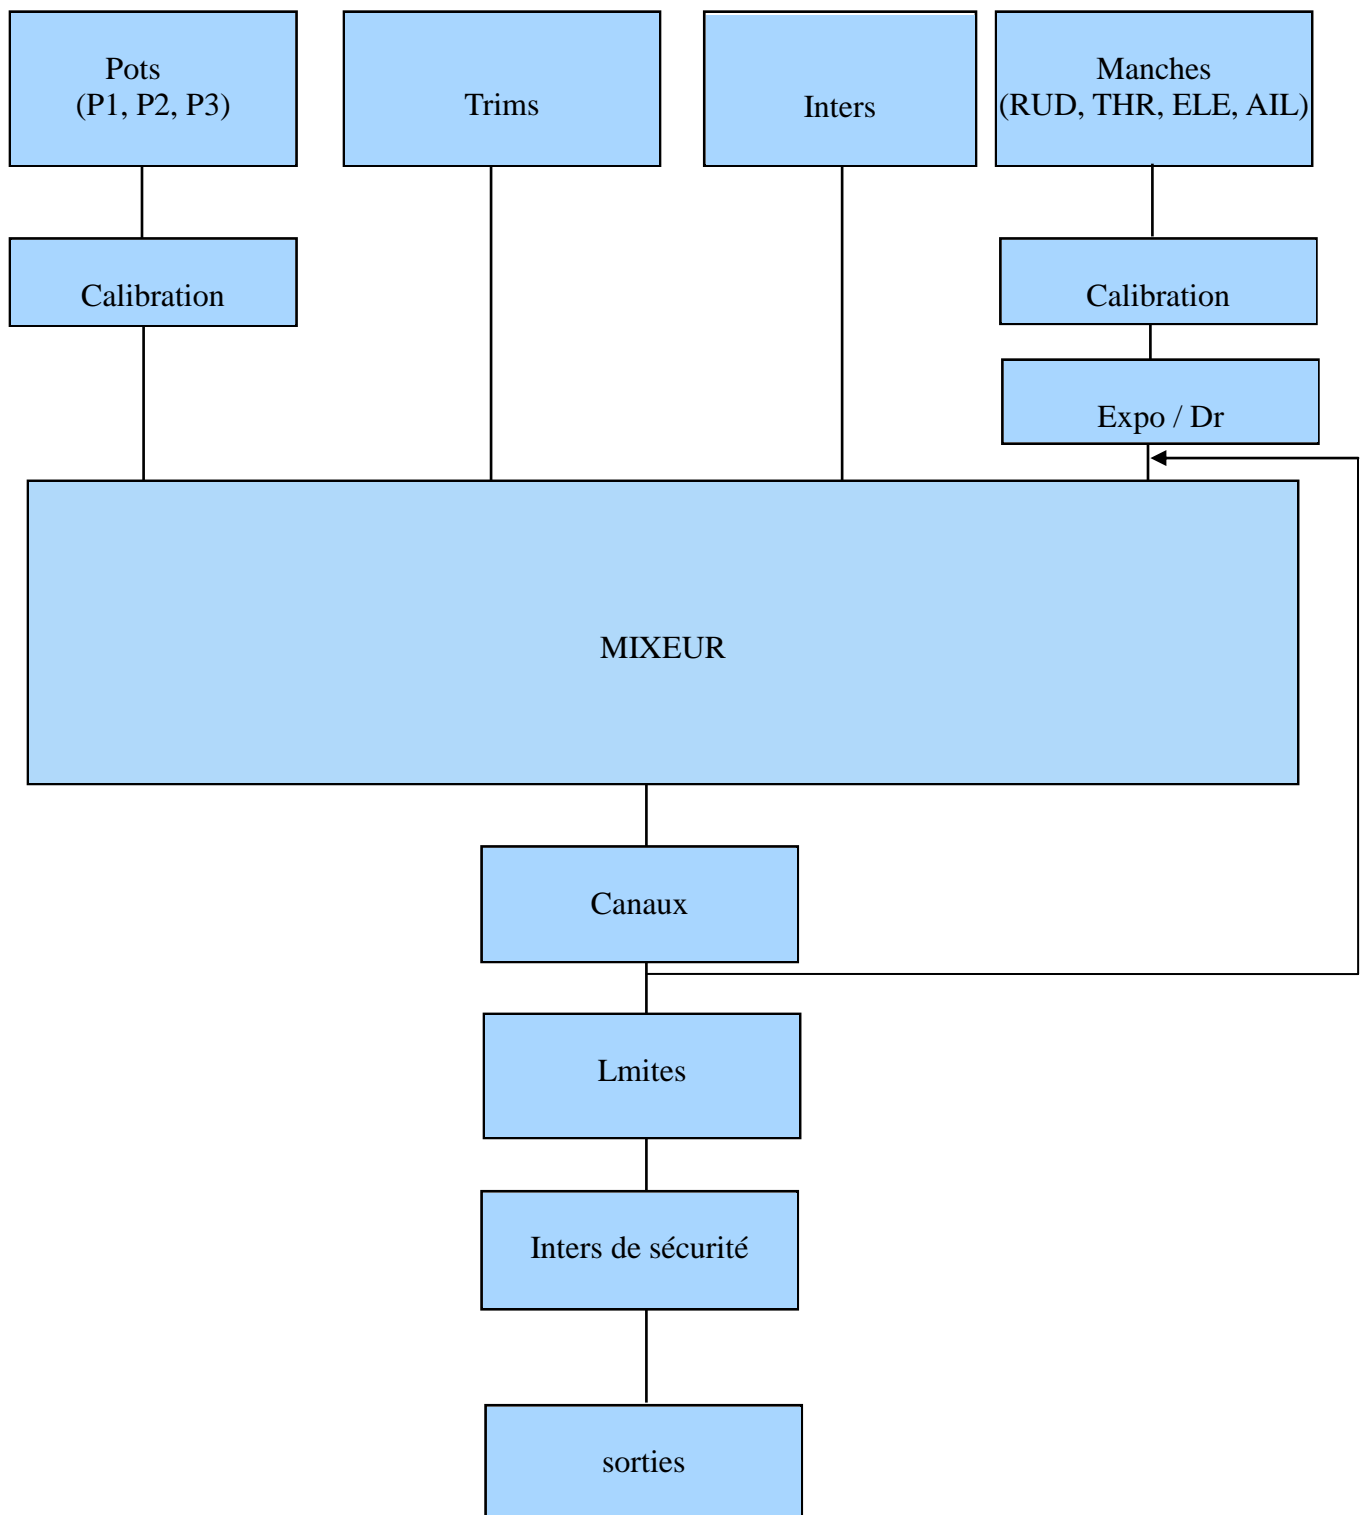 Pots
(P1, P2, P3)
Trims
Inters
Manches
(RUD, THR, ELE, AIL)
Calibration
Calibration
Expo / Dr
MIXEUR
Canaux
Lmites
Inters de sécurité
sorties